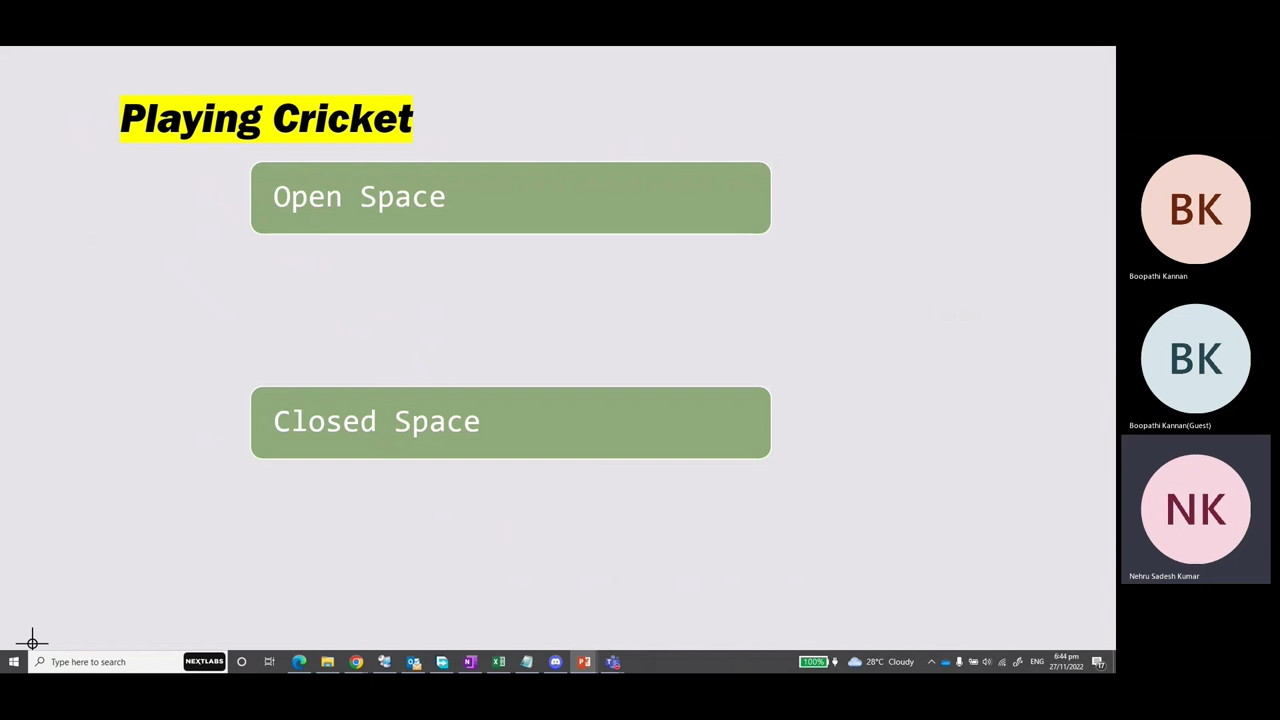 Playing Cricket
Open Space
Closed Space
BK
Boopathi Kannan
BK
Boopathi Kannan(Guest)
NK
Nehru Sadesh Kumar
Type here to search
NEXTLABS
100%
28°C Cloudy
ENG
6:44 pm
27/11/2022